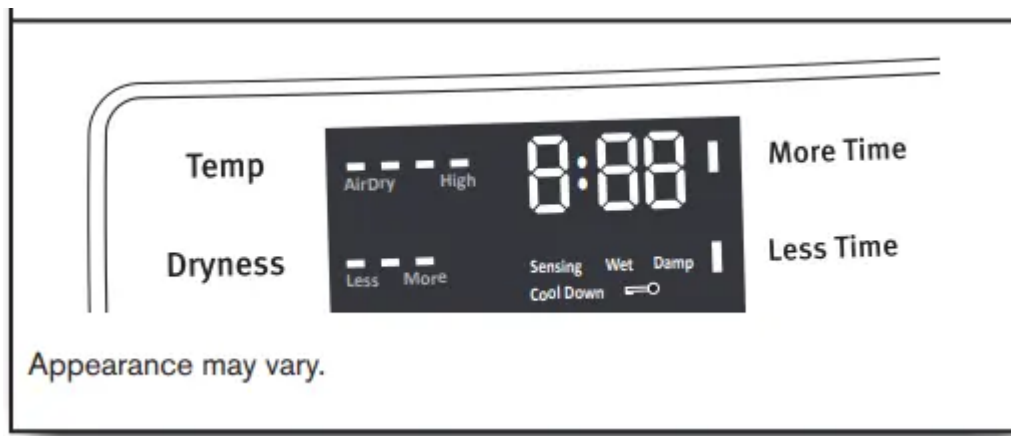 Temp
AirDry High
8:88
More Time
Dryness
Less More
Sensing Wet Damp
Cool Down
Less Time
Appearance may vary.